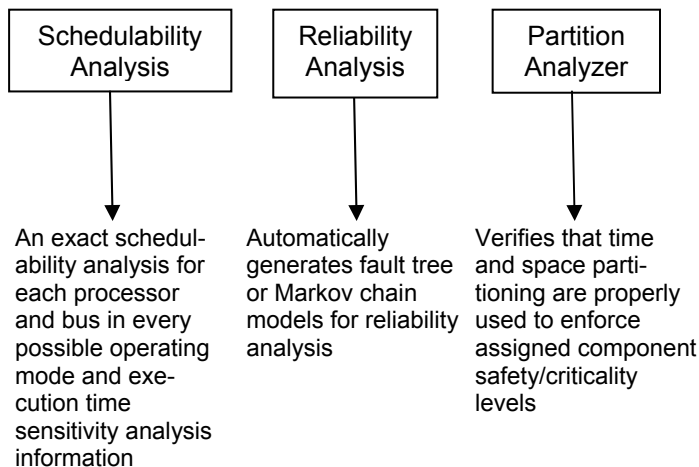 Schedulability
Analysis
Reliability
Analysis
Partition
Analyzer
An exact schedul-
ability analysis for
each processor
and bus in every
possible operating
mode and exe-
cution time
sensitivity analysis
information
Automatically
generates fault tree
or Markov chain
models for reliability
analysis
Verifies that time
and space parti-
tioning are properly
used to enforce
assigned component
safety/criticality
levels